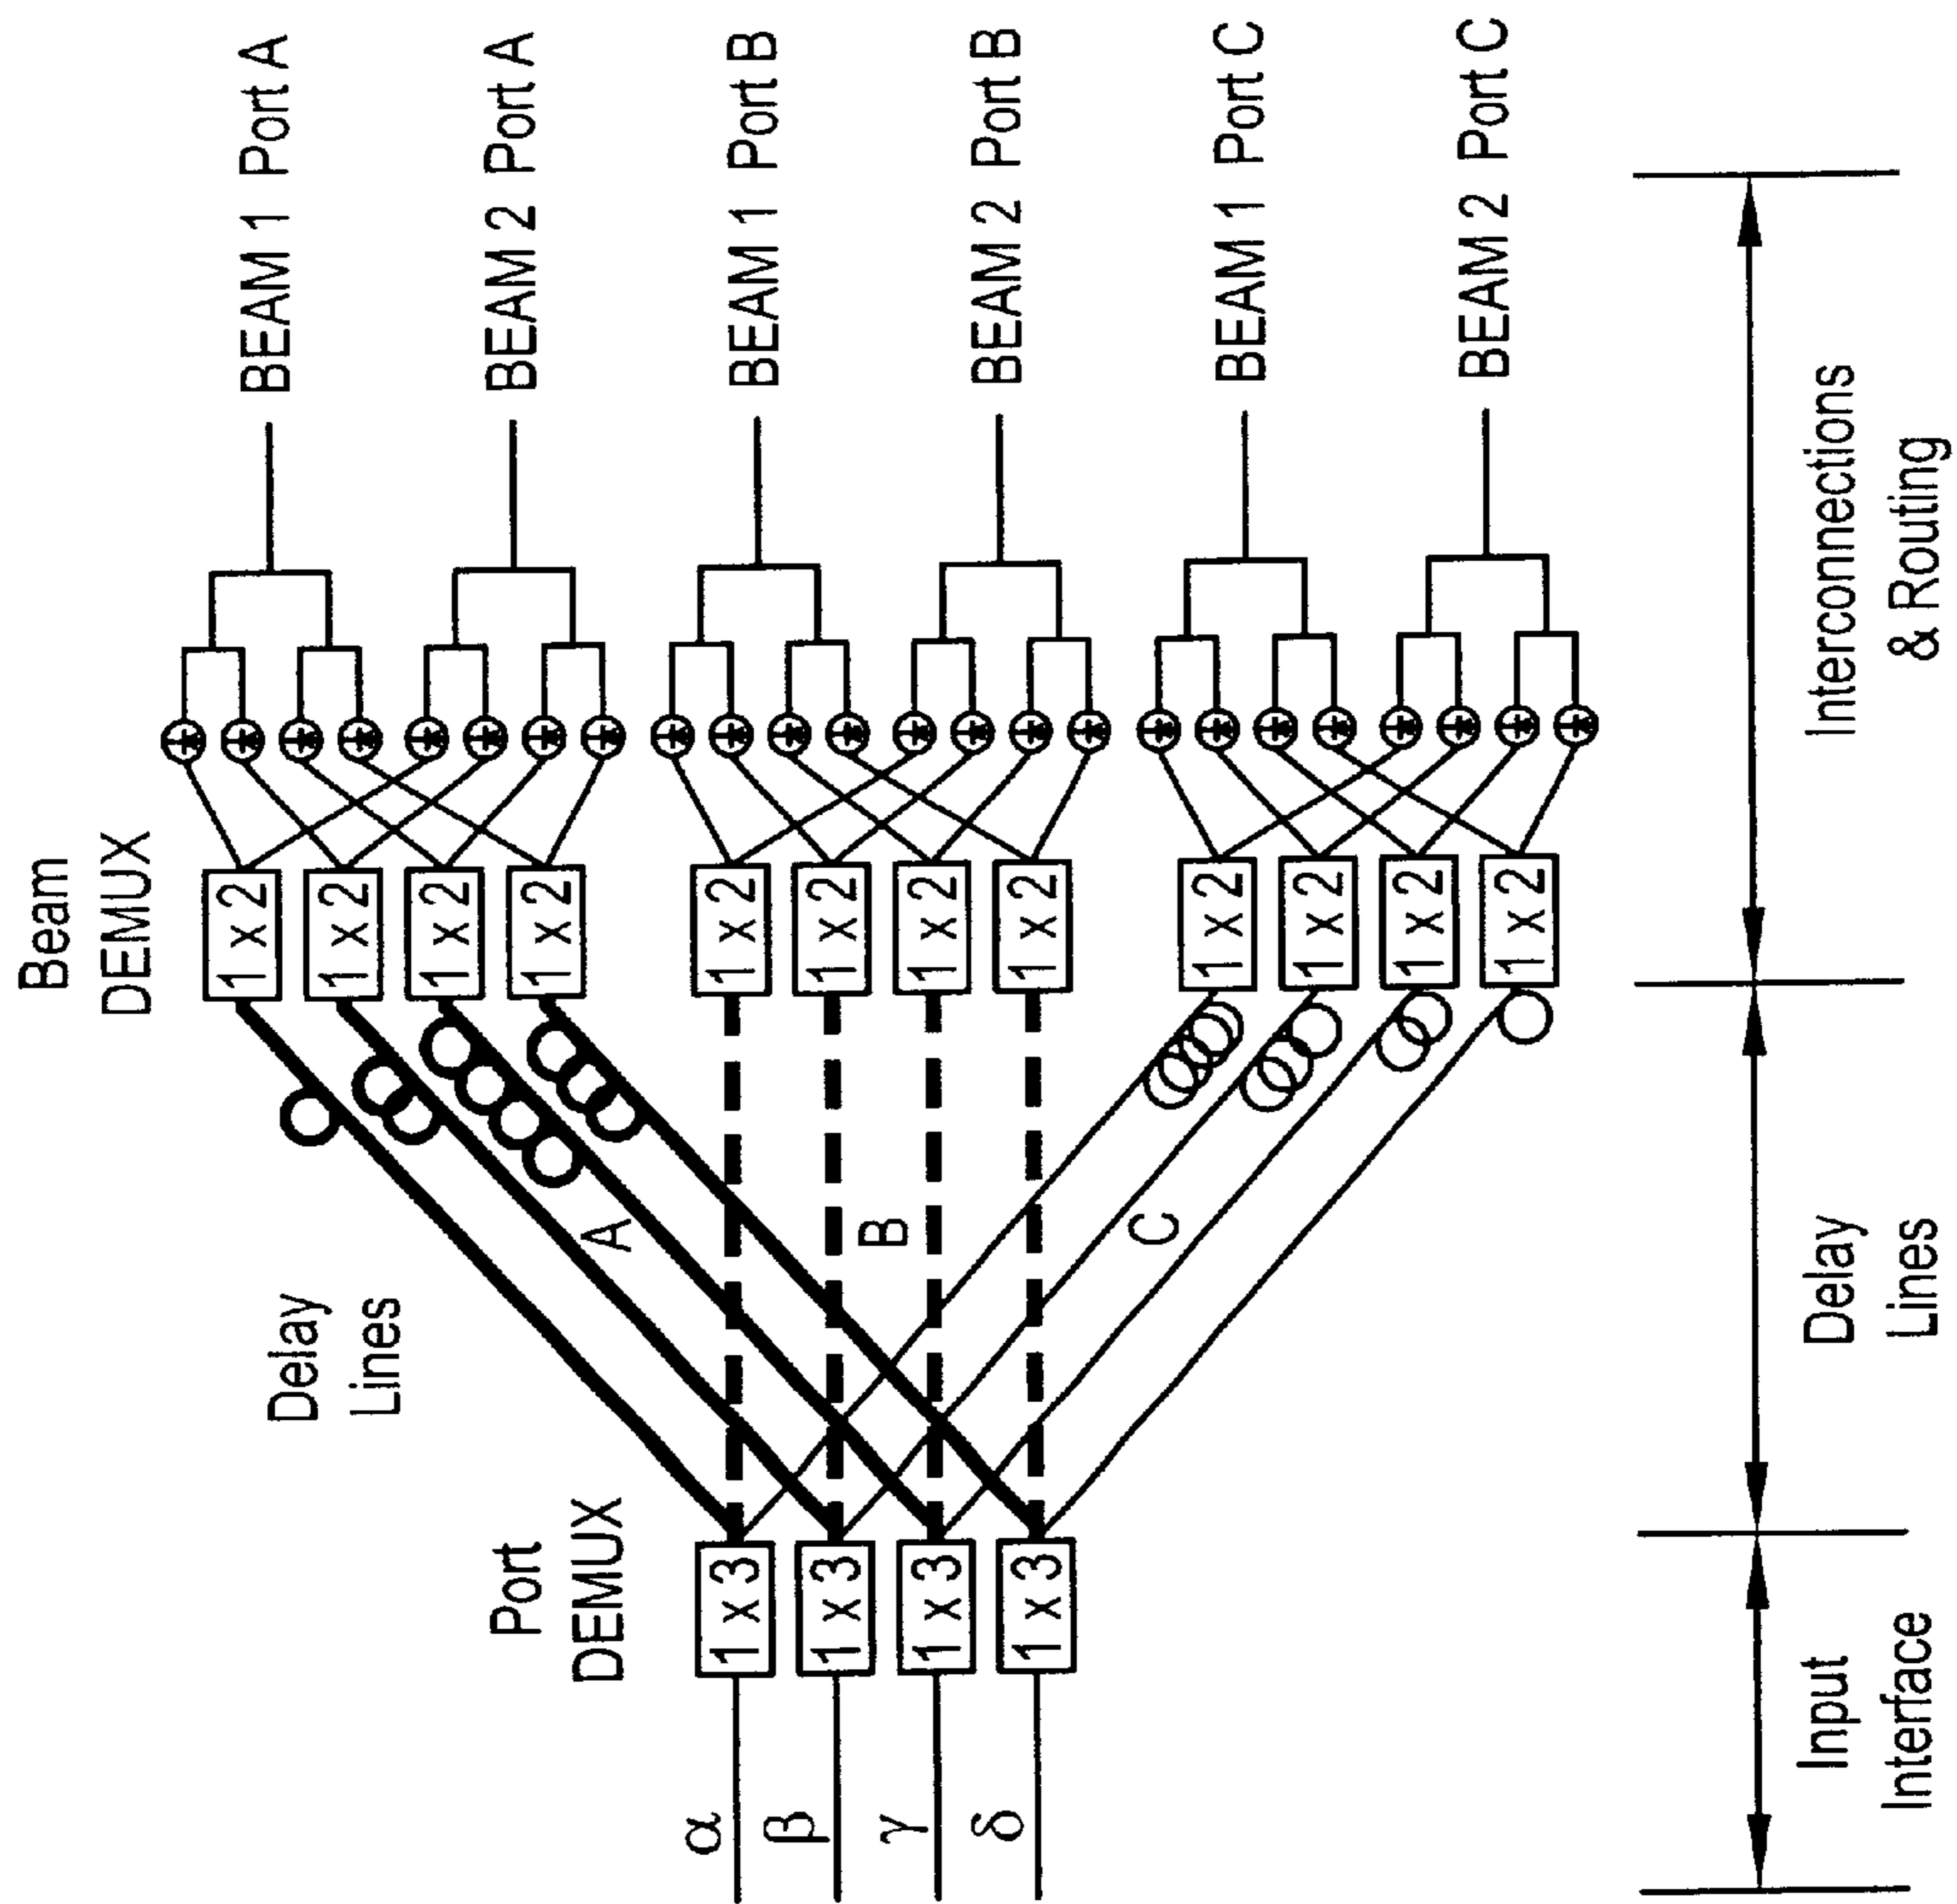 BEAM 1 Port A
BEAM 2 Port A
BEAM 1 Port B
BEAM 2 Port B
BEAM 1 Port C
BEAM 2 Port C
Beam
DEMUX
1 x 2
1 x 2
1 x 2
1 x 2
1 x 2
1 x 2
1 x 2
1 x 2
1 x 2
1 x 2
1 x 2
1 x 2
Delay
Lines
A
B
C
Port
DEMUX
1 x 3
1 x 3
1 x 3
1 x 3
α
β
γ
δ
Input
Interface
Delay
Lines
Interconnections
& Routing